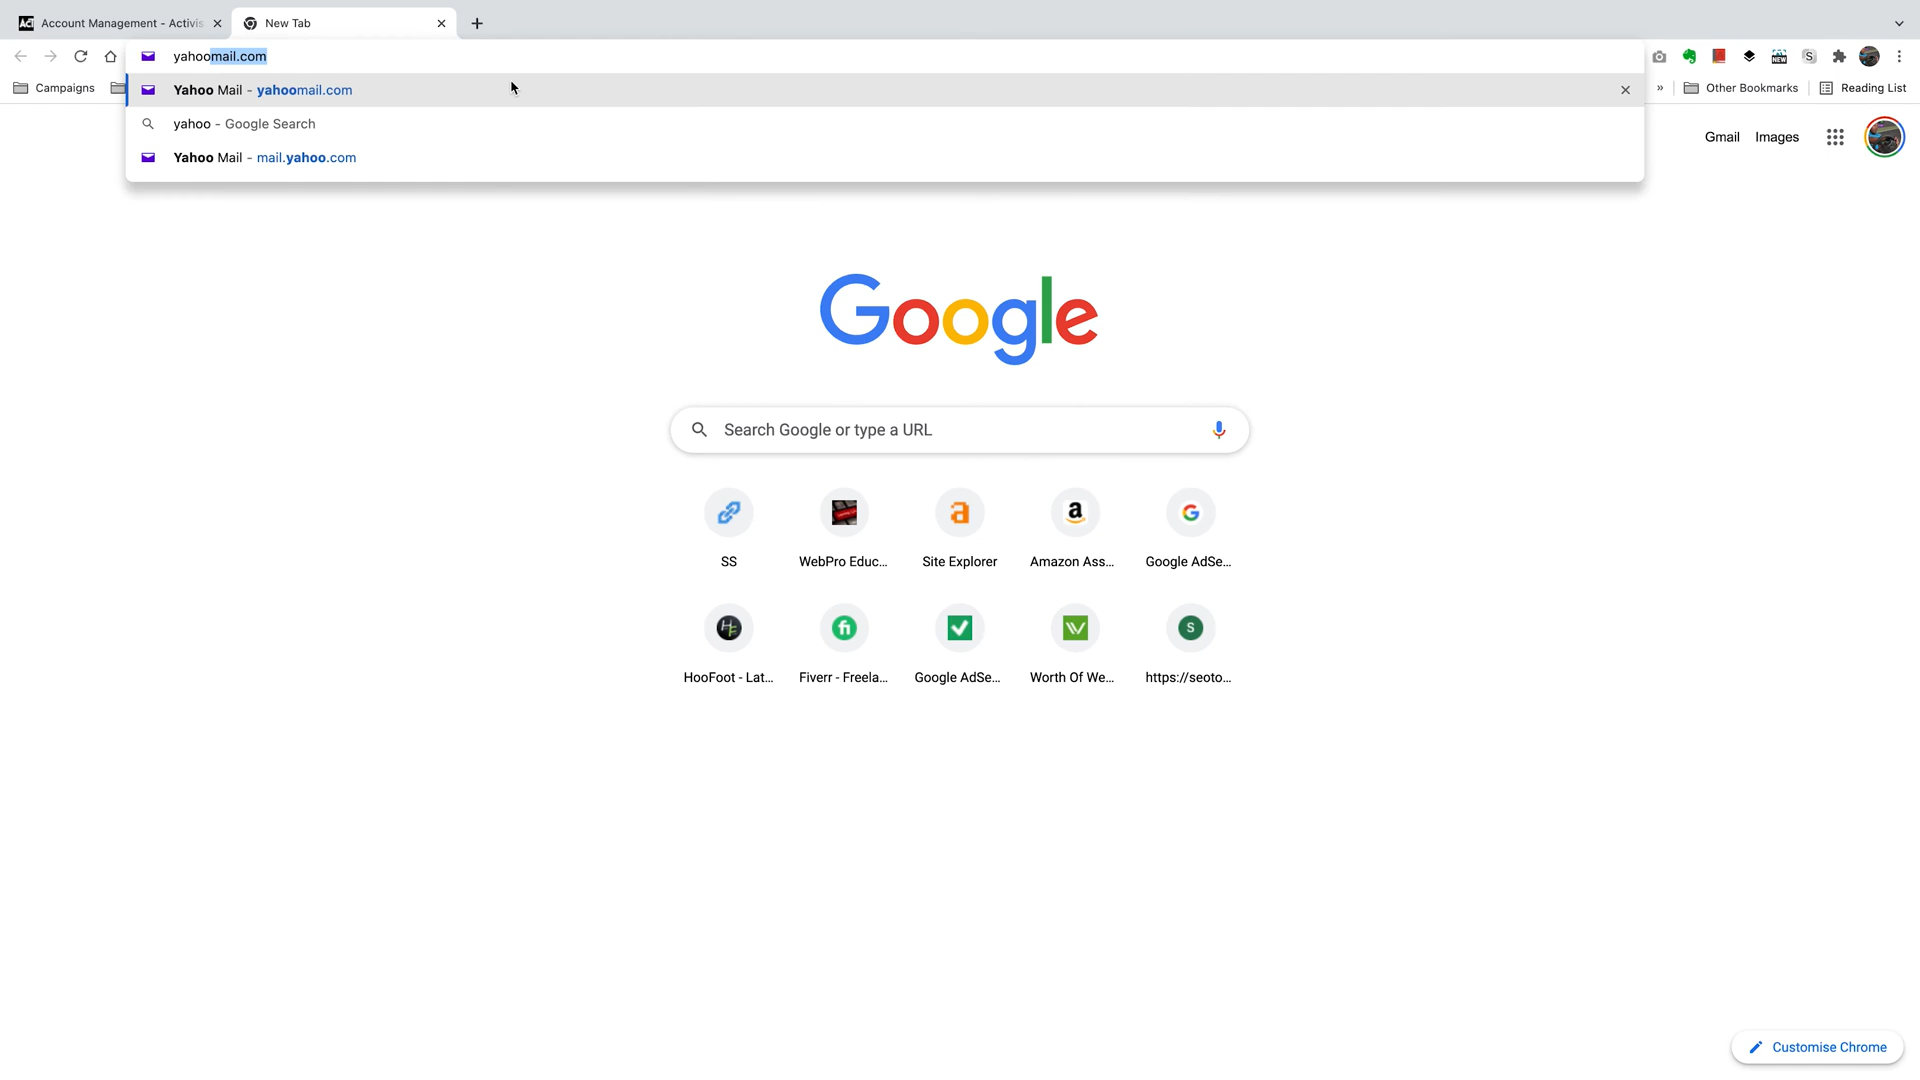 Account Management - Activis
New Tab
yahoomail.com
Yahoo Mail - yahoomail.com
yahoo - Google Search
Yahoo Mail - mail.yahoo.com
Campaigns
» Other Bookmarks
Reading List
Gmail Images
Google
Search Google or type a URL
SS
WebPro Educ...
Site Explorer
Amazon Ass...
Google AdSe...
HooFoot - Lat...
Fiverr - Freela...
Google AdSe...
Worth Of We...
https://seoto...
Customise Chrome